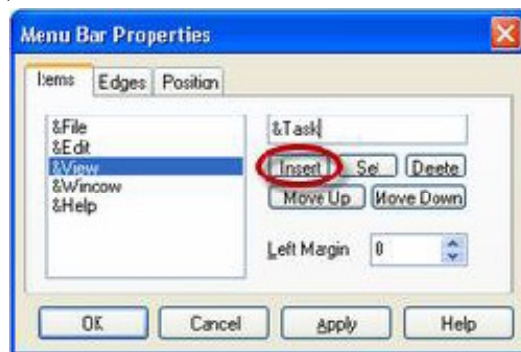 Menu Bar Properties
Items Edges Position
&File
&Edit
&View
&Window
&Help
&Task
Insert Set Delete
Move Up Move Down
Left Margin 0
OK Cancel Apply Help